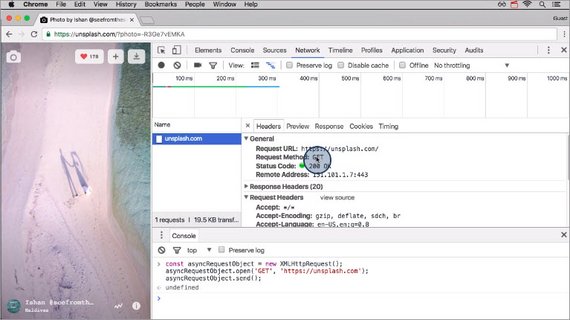 Chrome File Edit View History Bookmarks People Window Help
Photo by Ishan @seefromthes
Guest
https://unsplash.com/?photo=-R3Ge7vEMKA
178
Elements Console Sources Network Timeline Profiles Application Security Audits
View: Preserve log Disable cache Offline No throttling
100 ms 200 ms 300 ms 400 ms 500 ms 600 ms 700 ms 800 ms 900 ms 1000 ms
Name
Headers Preview Response Cookies Timing
unsplash.com
General
Request URL: https://unsplash.com/
Request Method: GET
Status Code: 200 OK
Remote Address: 151.101.1.7:443
Response Headers (20)
Request Headers view source
Accept: */*
Accept-Encoding: gzip, deflate, sdch, br
Accept-Language: en-US,en;q=0.8
1 requests | 19.5 KB transf...
Console
top Preserve log
const asyncRequestObject = new XMLHttpRequest();
asyncRequestObject.open('GET', 'https://unsplash.com');
asyncRequestObject.send();
undefined
Ishan @seefromth...
Maldives